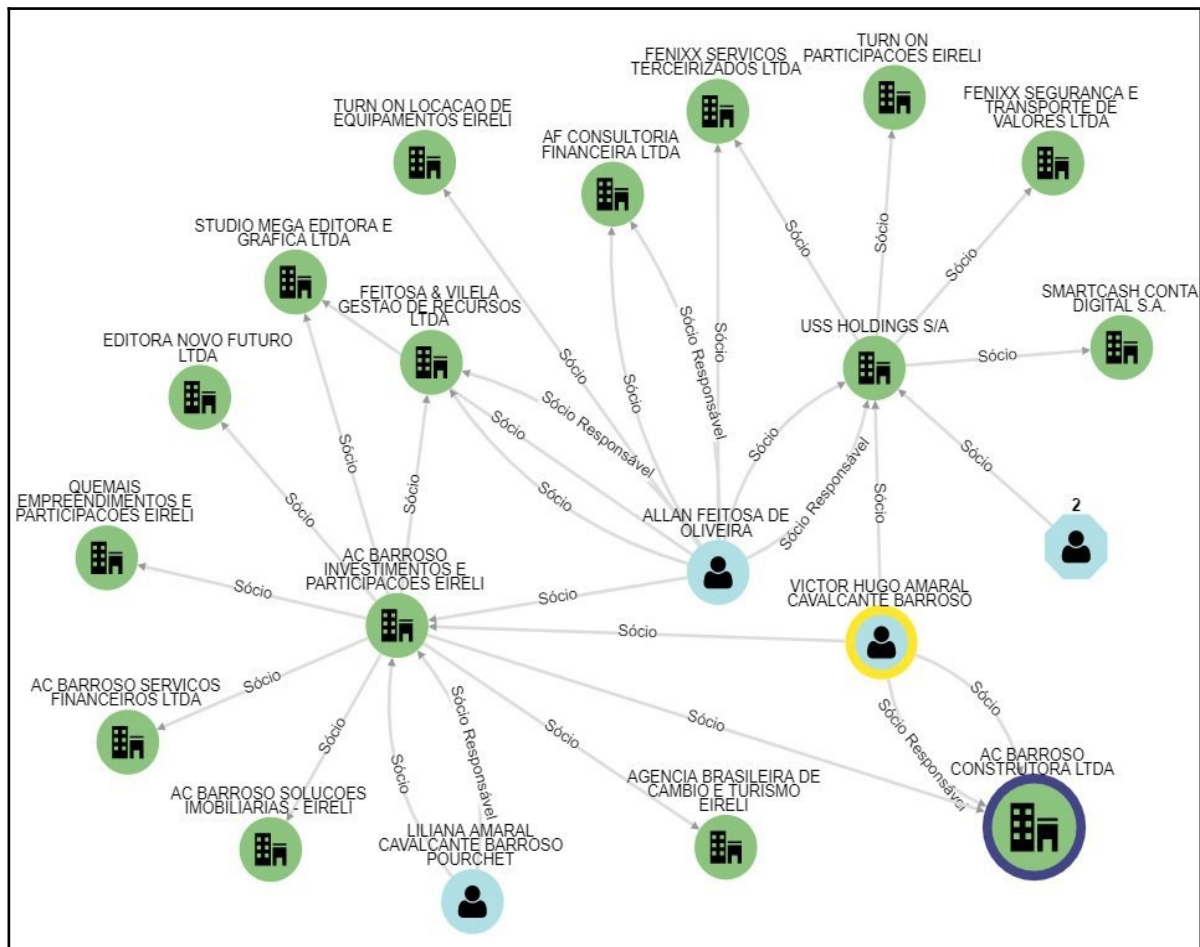 TURN ON
PARTICIPACOES EIRELI
FENIXX SERVICOS
TERCEIRIZADOS LTDA
FENIXX SEGURANCA E
TRANSPORTE DE
VALORES LTDA
TURN ON LOCACAO DE
EQUIPAMENTOS EIRELI
AF CONSULTORIA
FINANCEIRA LTDA
STUDIO MEGA EDITORA E
GRAFICA LTDA
FEITOSA & VILELA
GESTAO DE RECURSOS
LTDA
EDITORA NOVO FUTURO
LTDA
USS HOLDINGS S/A
SMARTCASH CONTA
DIGITAL S.A.
Sócio
Sócio
Sócio
Sócio
Sócio
Sócio
Sócio
Sócio Responsável
Sócio
Sócio Responsável
Sócio
Sócio
Sócio
Sócio
Sócio
Sócio Responsável
Sócio
Sócio
2
QUEMAIS
EMPREENDIMENTOS E
PARTICIPACOES EIRELI
Sócio
ALLAN FEITOSA DE
OLIVEIRA
AC BARROSO
INVESTIMENTOS E
PARTICIPACOES EIRELI
VICTOR HUGO AMARAL
CAVALCANTE BARROSO
Sócio
Sócio
Sócio
AC BARROSO SERVICOS
FINANCEIROS LTDA
Sócio
Sócio
Sócio
Sócio Responsável
Sócio
Sócio
Sócio
Sócio Responsável
AC BARROSO
CONSTRUTORA LTDA
AC BARROSO SOLUCOES
IMOBILIARIAS - EIRELI
AGENCIA BRASILEIRA DE
CAMBIO E TURISMO
EIRELI
LILIANA AMARAL
CAVALCANTE BARROSO
POURCHET